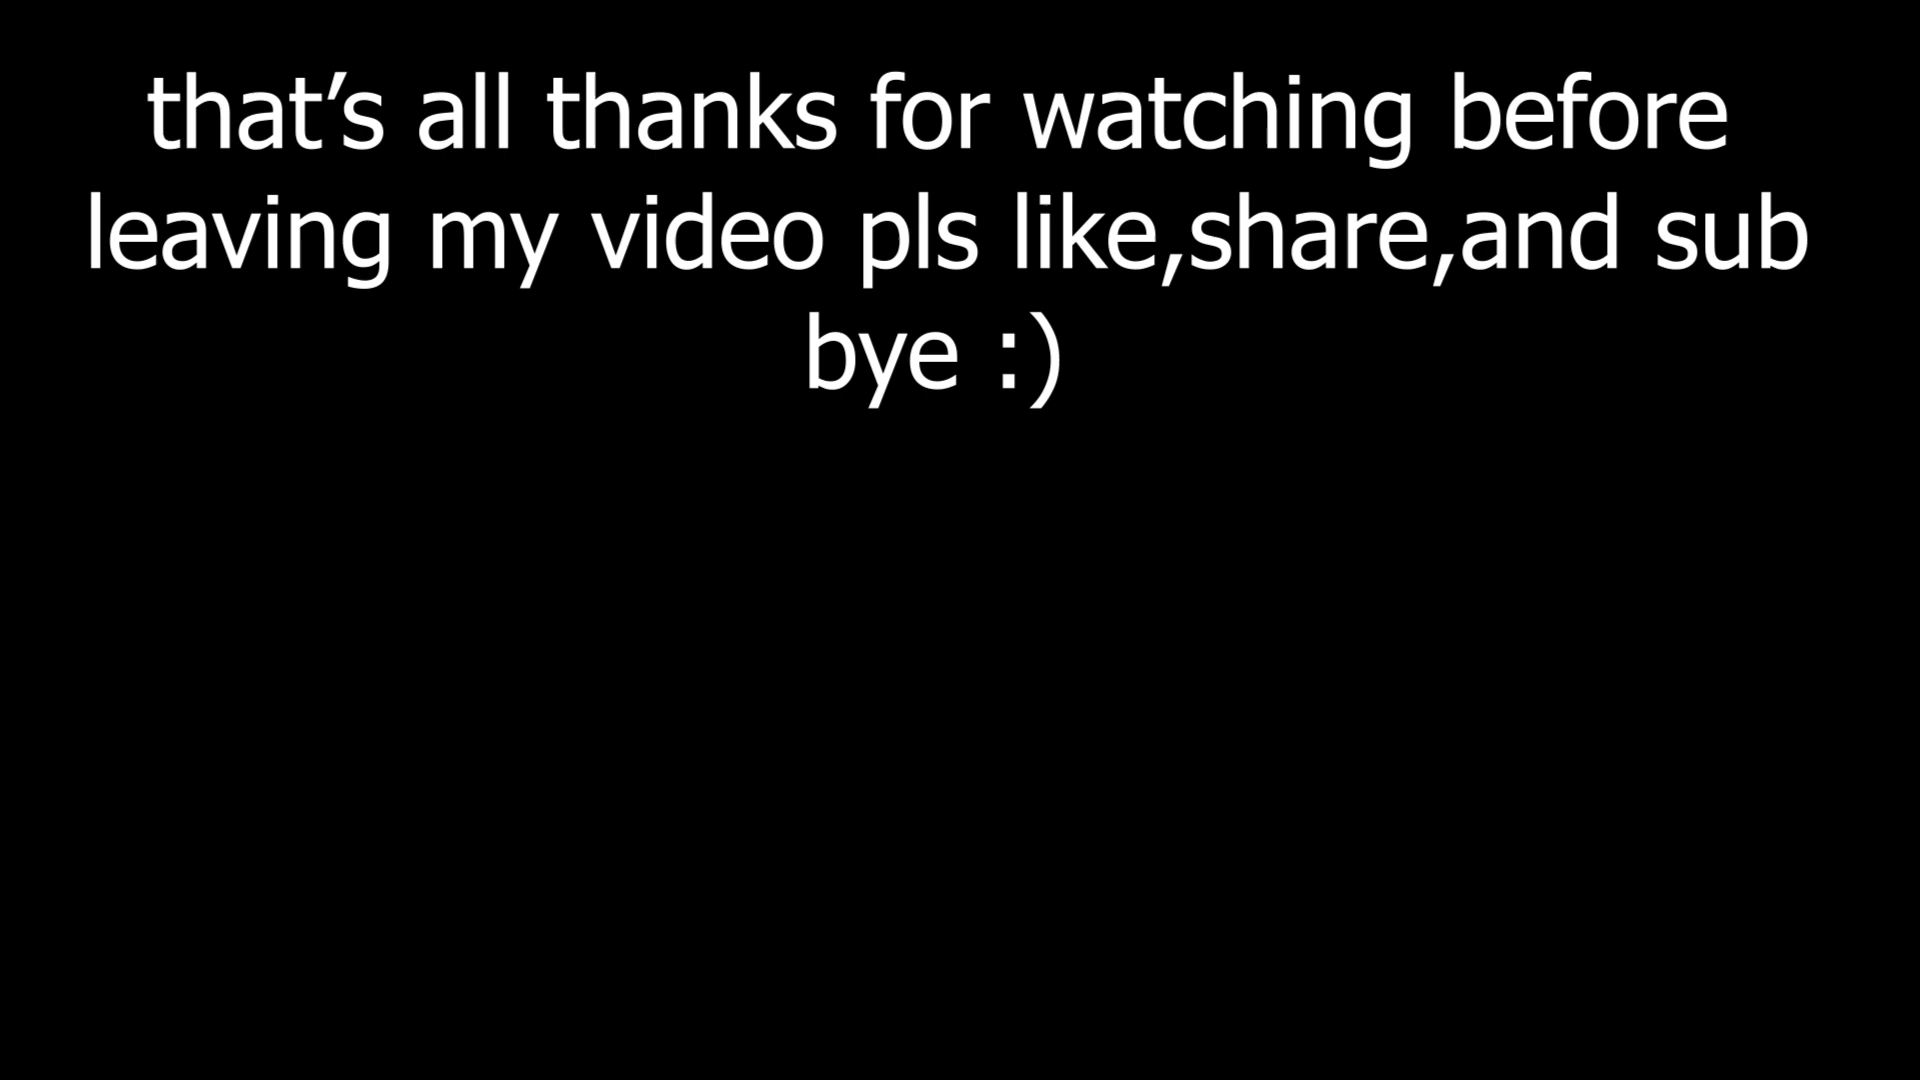 that’s all thanks for watching before
leaving my video pls like,share,and sub
bye :)